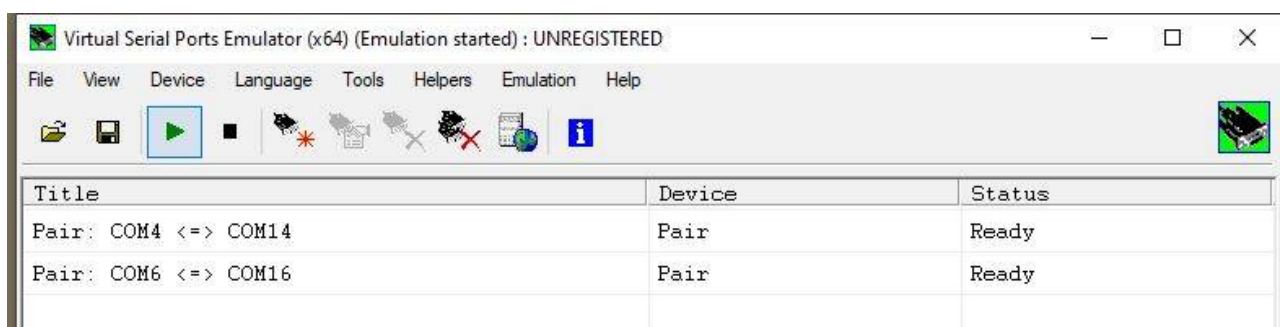 Virtual Serial Ports Emulator (x64) (Emulation started) : UNREGISTERED
File View Device Language Tools Helpers Emulation Help
Title Device Status
Pair: COM4 <=> COM14 Pair Ready
Pair: COM6 <=> COM16 Pair Ready